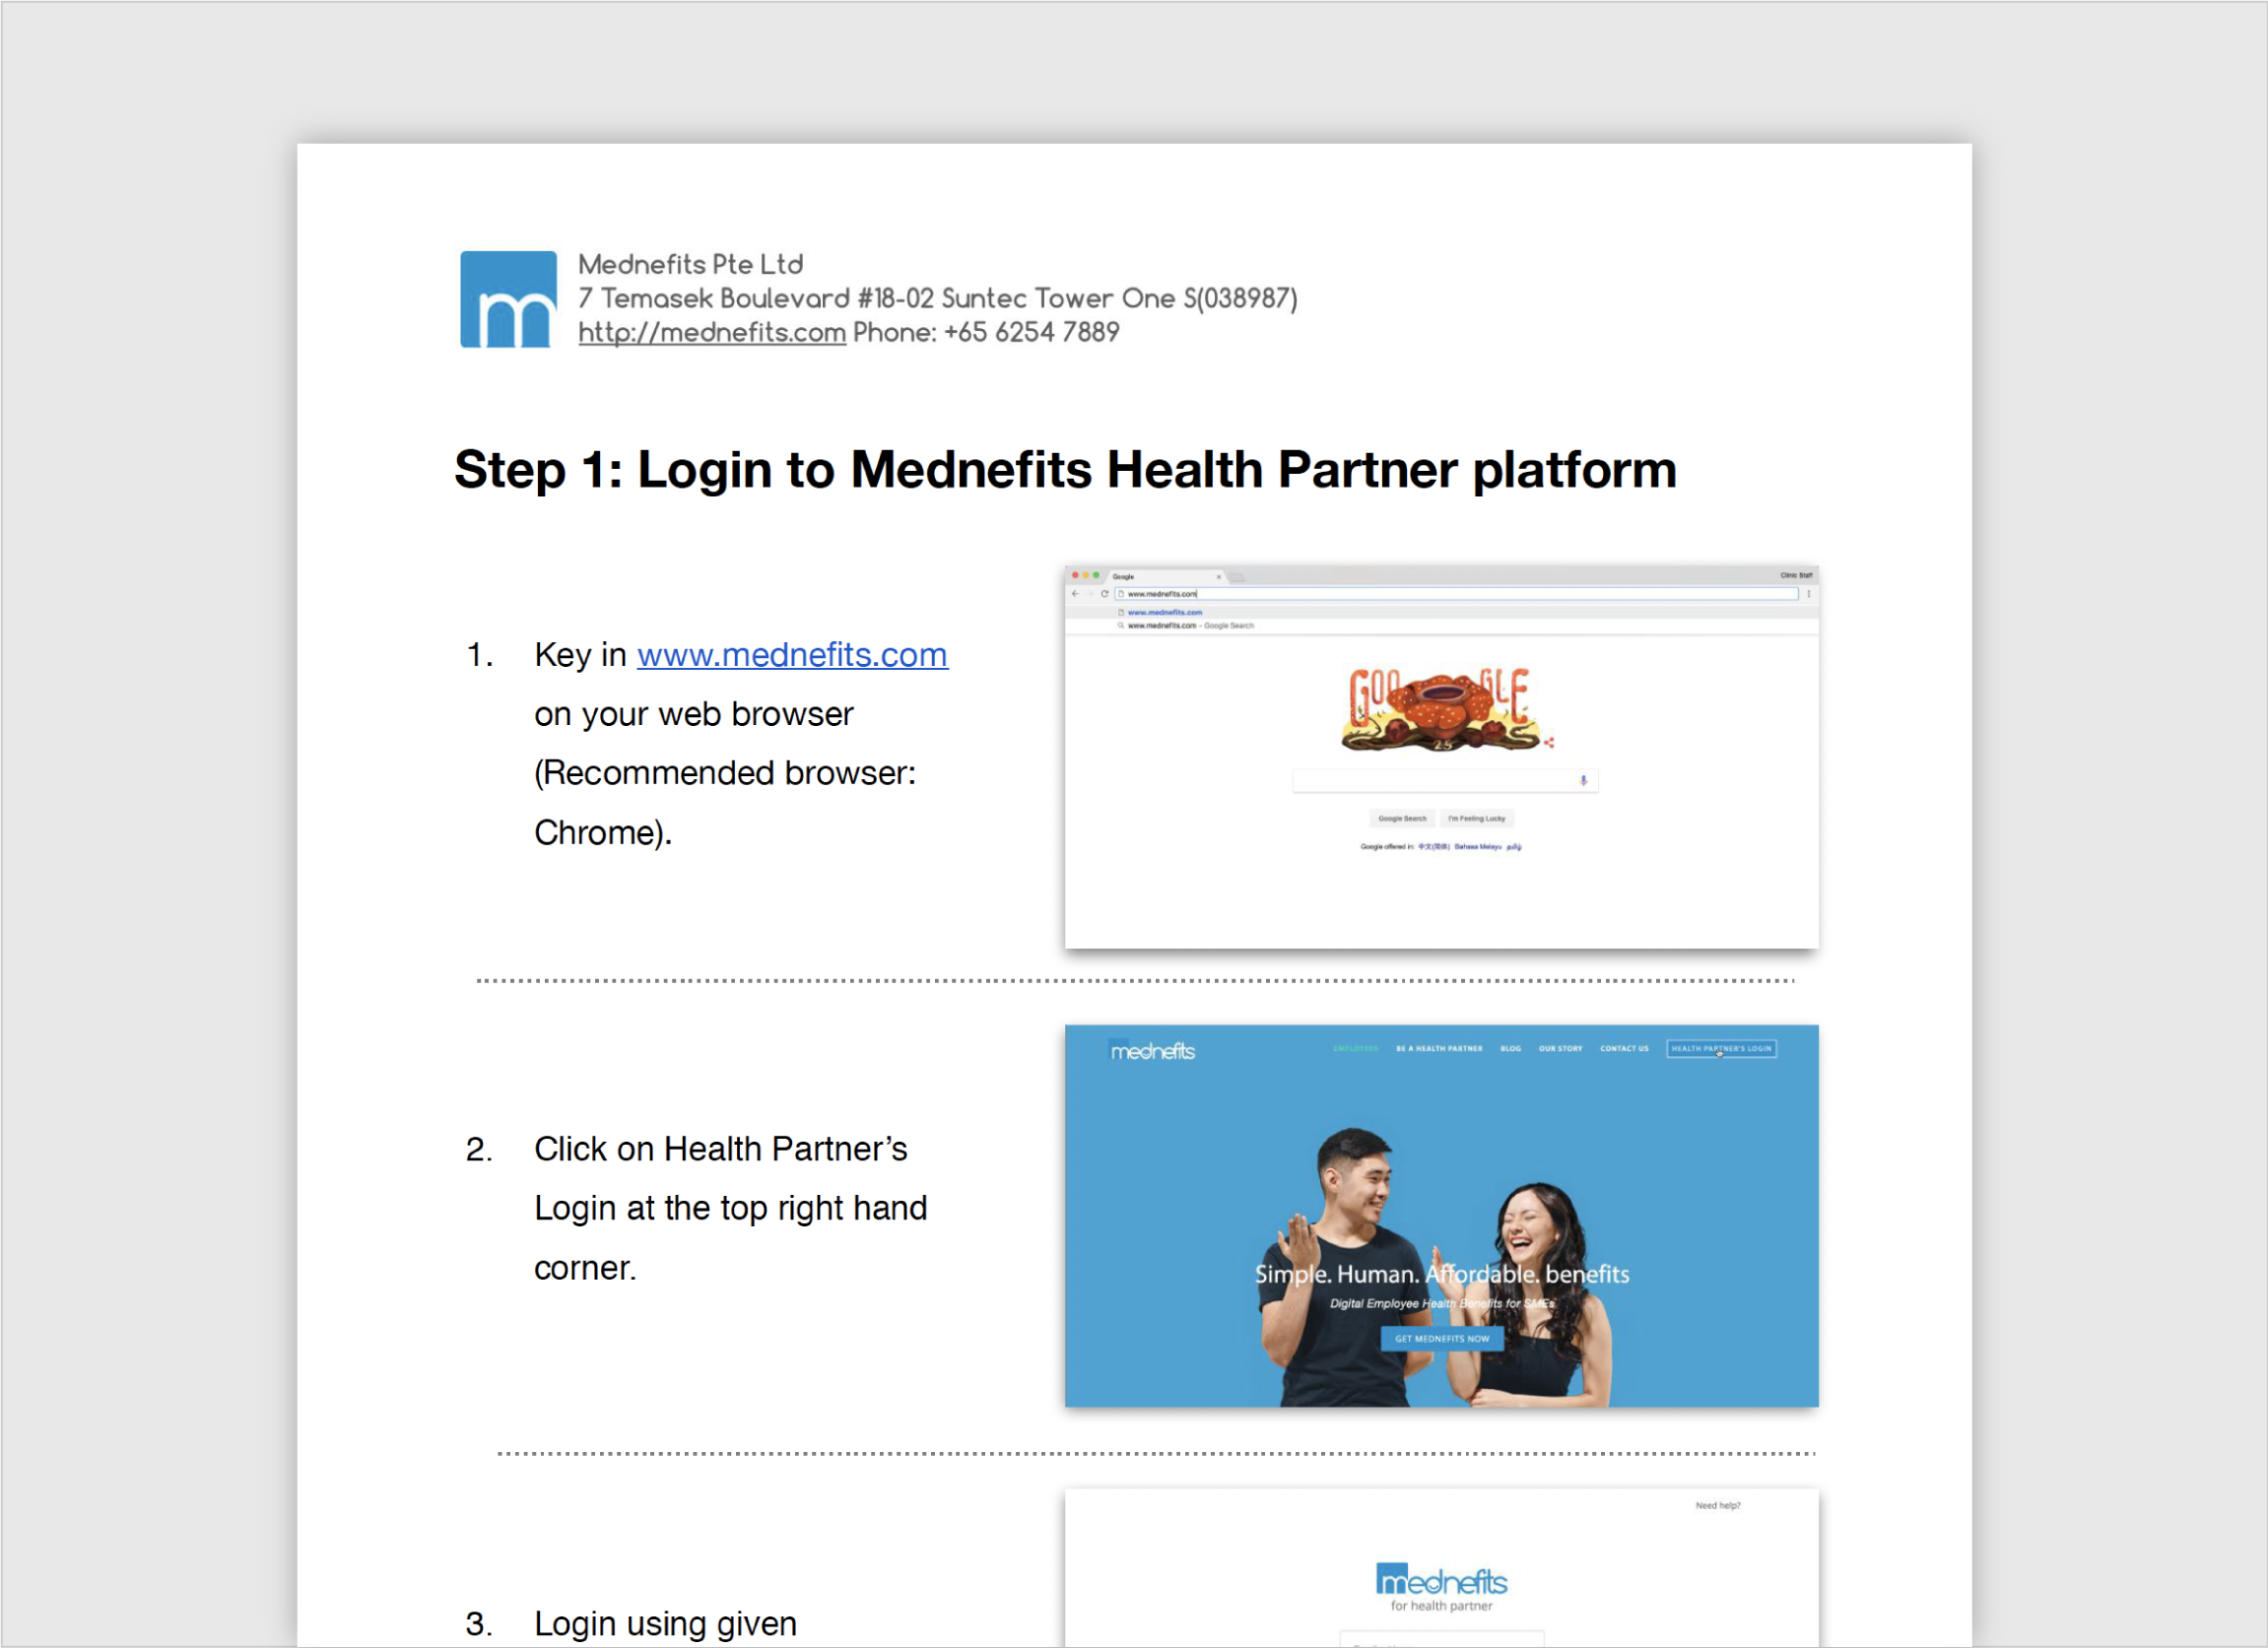 m
Mednefits Pte Ltd
7 Temasek Boulevard #18-02 Suntec Tower One S(038987)
http://mednefits.com Phone: +65 6254 7889
Step 1: Login to Mednefits Health Partner platform
1. Key in www.mednefits.com
on your web browser
(Recommended browser:
Chrome).
Google
Clinic Staff
www.mednefits.com
www.mednefits.com
www.mednefits.com - Google Search
GOOGLE
25
Google Search I'm Feeling Lucky
Google offered in: 中文(简体) Bahasa Melayu தமிழ்
2. Click on Health Partner’s
Login at the top right hand
corner.
mednefits
EMPLOYERS BE A HEALTH PARTNER BLOG OUR STORY CONTACT US HEALTH PARTNER'S LOGIN
Simple. Human. Affordable. benefits
Digital Employee Health Benefits for SMEs
GET MEDNEFITS NOW
3. Login using given
Need help?
mednefits
for health partner